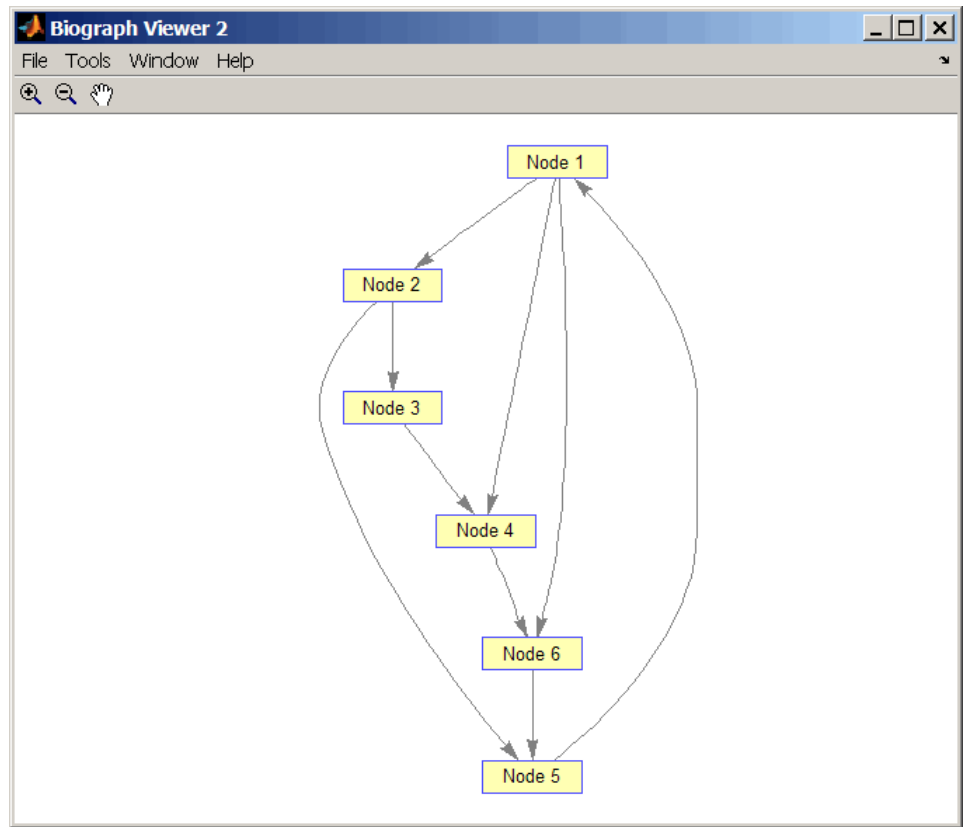 Biograph Viewer 2
File Tools Window Help
Node 1
Node 2
Node 3
Node 4
Node 6
Node 5